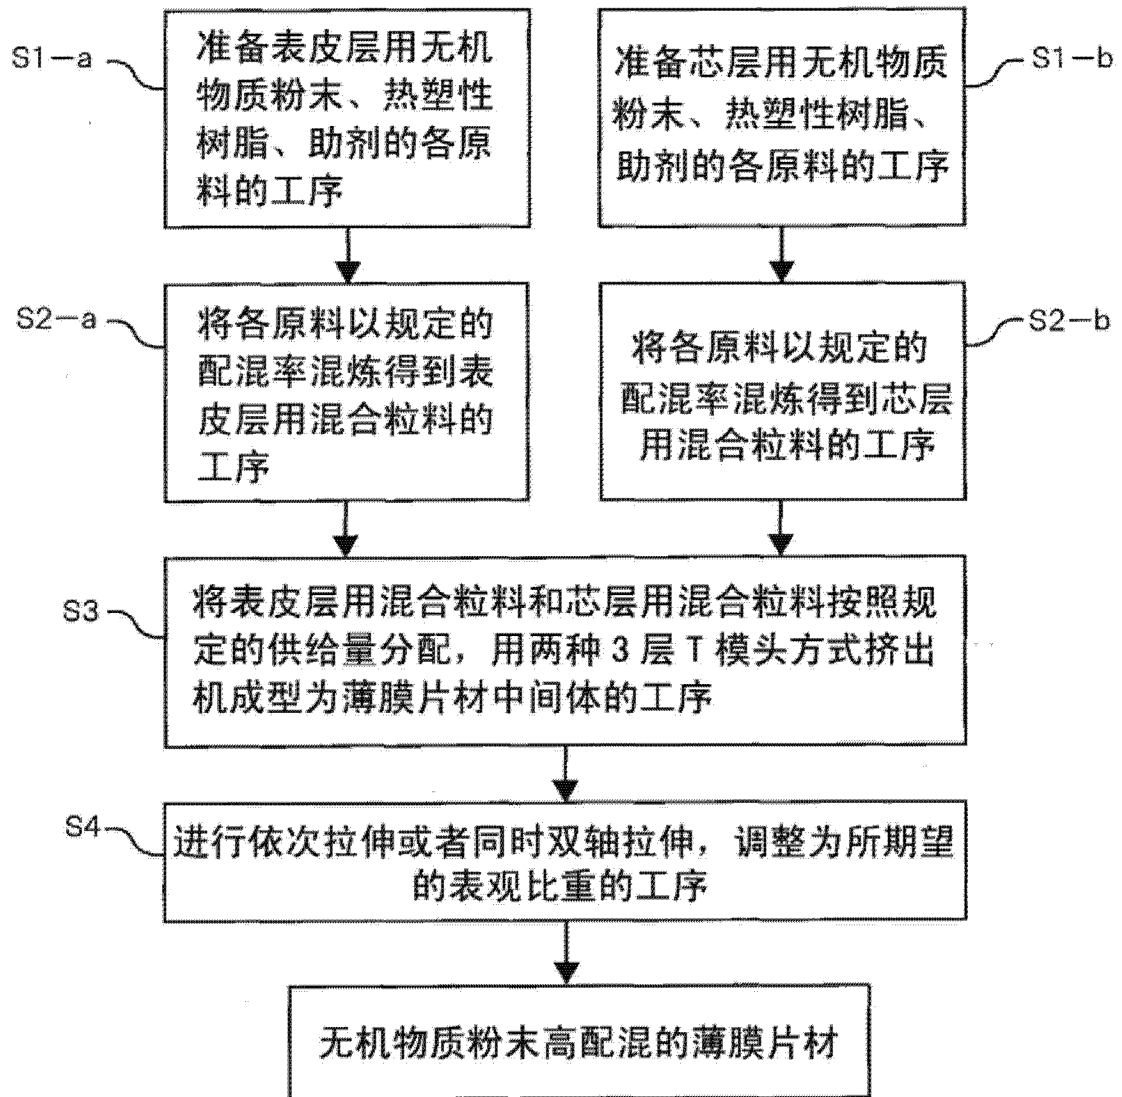 S1-a
准备表皮层用无机
物质粉末、热塑性
树脂、助剂的各原
料的工序
准备芯层用无机物质
粉末、热塑性树脂、
助剂的各原料的工序
S1-b
S2-a
将各原料以规定的
配混率混炼得到表
皮层用混合粒料的
工序
将各原料以规定的
配混率混炼得到芯层
用混合粒料的工序
S2-b
S3
将表皮层用混合粒料和芯层用混合粒料按照规
定的供给量分配，用两种3层T模头方式挤出
机成型为薄膜片材中间体的工序
S4
进行依次拉伸或者同时双轴拉伸，调整为所期望
的表观比重的工序
无机物质粉末高配混的薄膜片材